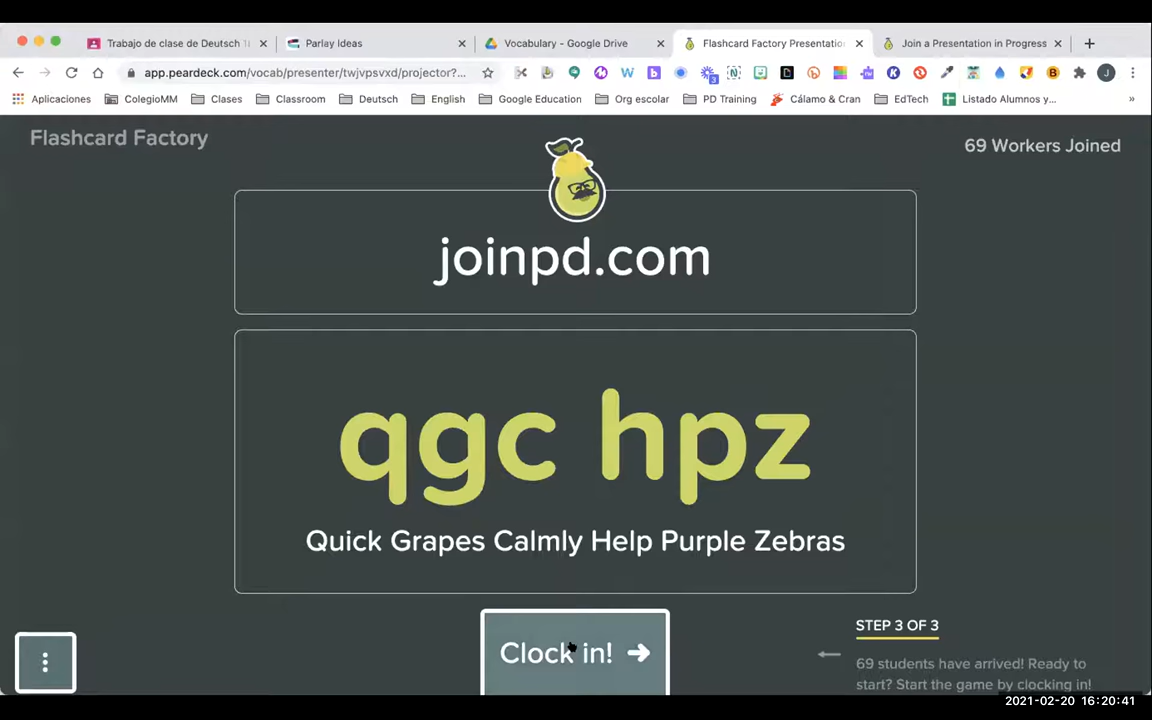 Trabajo de clase de Deutsch 1
Parlay Ideas
Vocabulary - Google Drive
Flashcard Factory Presentatio
Join a Presentation in Progress
app.peardeck.com/vocab/presenter/twjvpsvxd/projector?...
Aplicaciones
ColegioMM
Clases
Classroom
Deutsch
English
Google Education
Org escolar
PD Training
Cálamo & Cran
EdTech
Listado Alumnos y...
»
Flashcard Factory
69 Workers Joined
joinpd.com
qgc hpz
Quick Grapes Calmly Help Purple Zebras
Clock in!
STEP 3 OF 3
69 students have arrived! Ready to
start? Start the game by clocking in!
2021-02-20 16:20:41